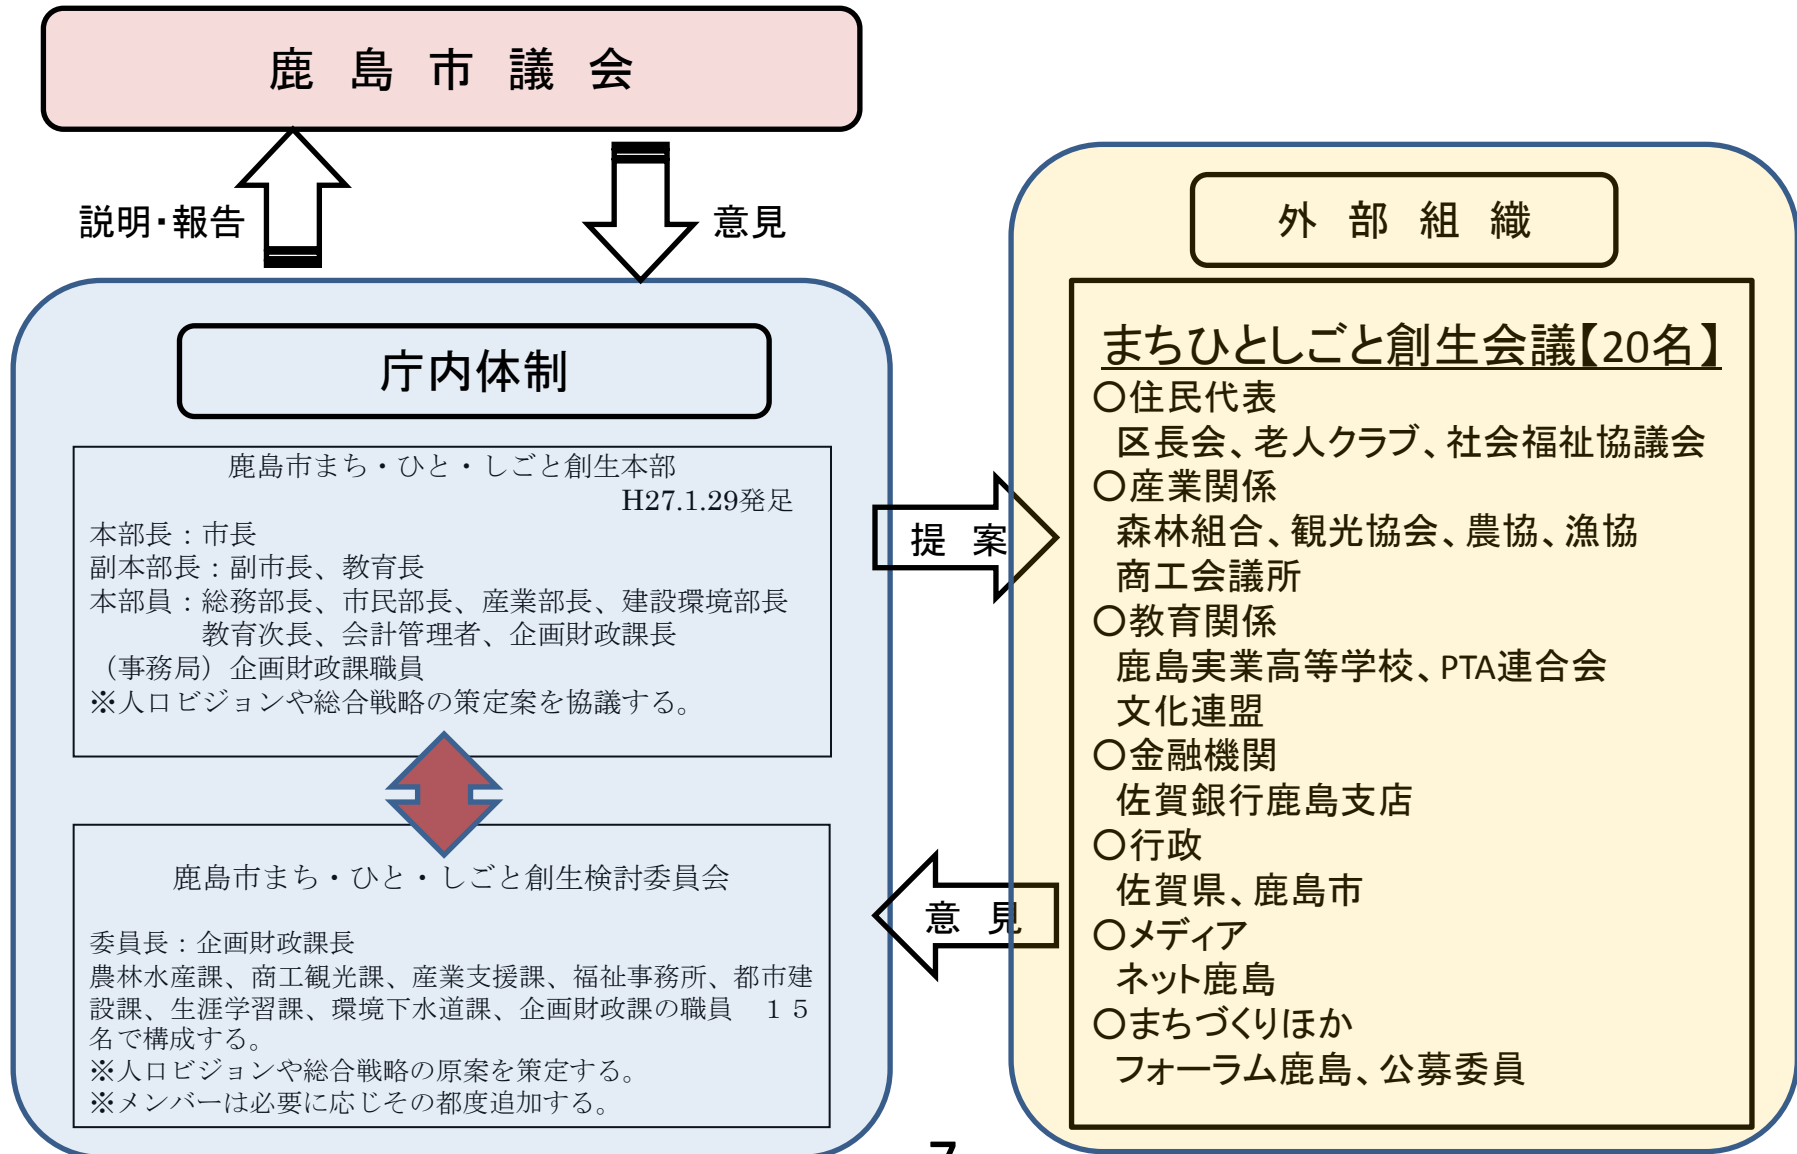 鹿島市議会
説明・報告
意見
庁内体制
鹿島市まち・ひと・しごと創生本部
H27.1.29発足
本部長：市長
副本部長：副市長、教育長
本部員：総務部長、市民部長、産業部長、建設環境部長
教育次長、会計管理者、企画財政課長
（事務局）企画財政課職員
※人口ビジョンや総合戦略の策定案を協議する。
鹿島市まち・ひと・しごと創生検討委員会
委員長：企画財政課長
農林水産課、商工観光課、産業支援課、福祉事務所、都市建
設課、生涯学習課、環境下水道課、企画財政課の職員　１５
名で構成する。
※人口ビジョンや総合戦略の原案を策定する。
※メンバーは必要に応じその都度追加する。
提案
意見
外部組織
まちひとしごと創生会議【20名】
○住民代表
区長会、老人クラブ、社会福祉協議会
○産業関係
森林組合、観光協会、農協、漁協
商工会議所
○教育関係
鹿島実業高等学校、PTA連合会
文化連盟
○金融機関
佐賀銀行鹿島支店
○行政
佐賀県、鹿島市
○メディア
ネット鹿島
○まちづくりほか
フォーラム鹿島、公募委員
7